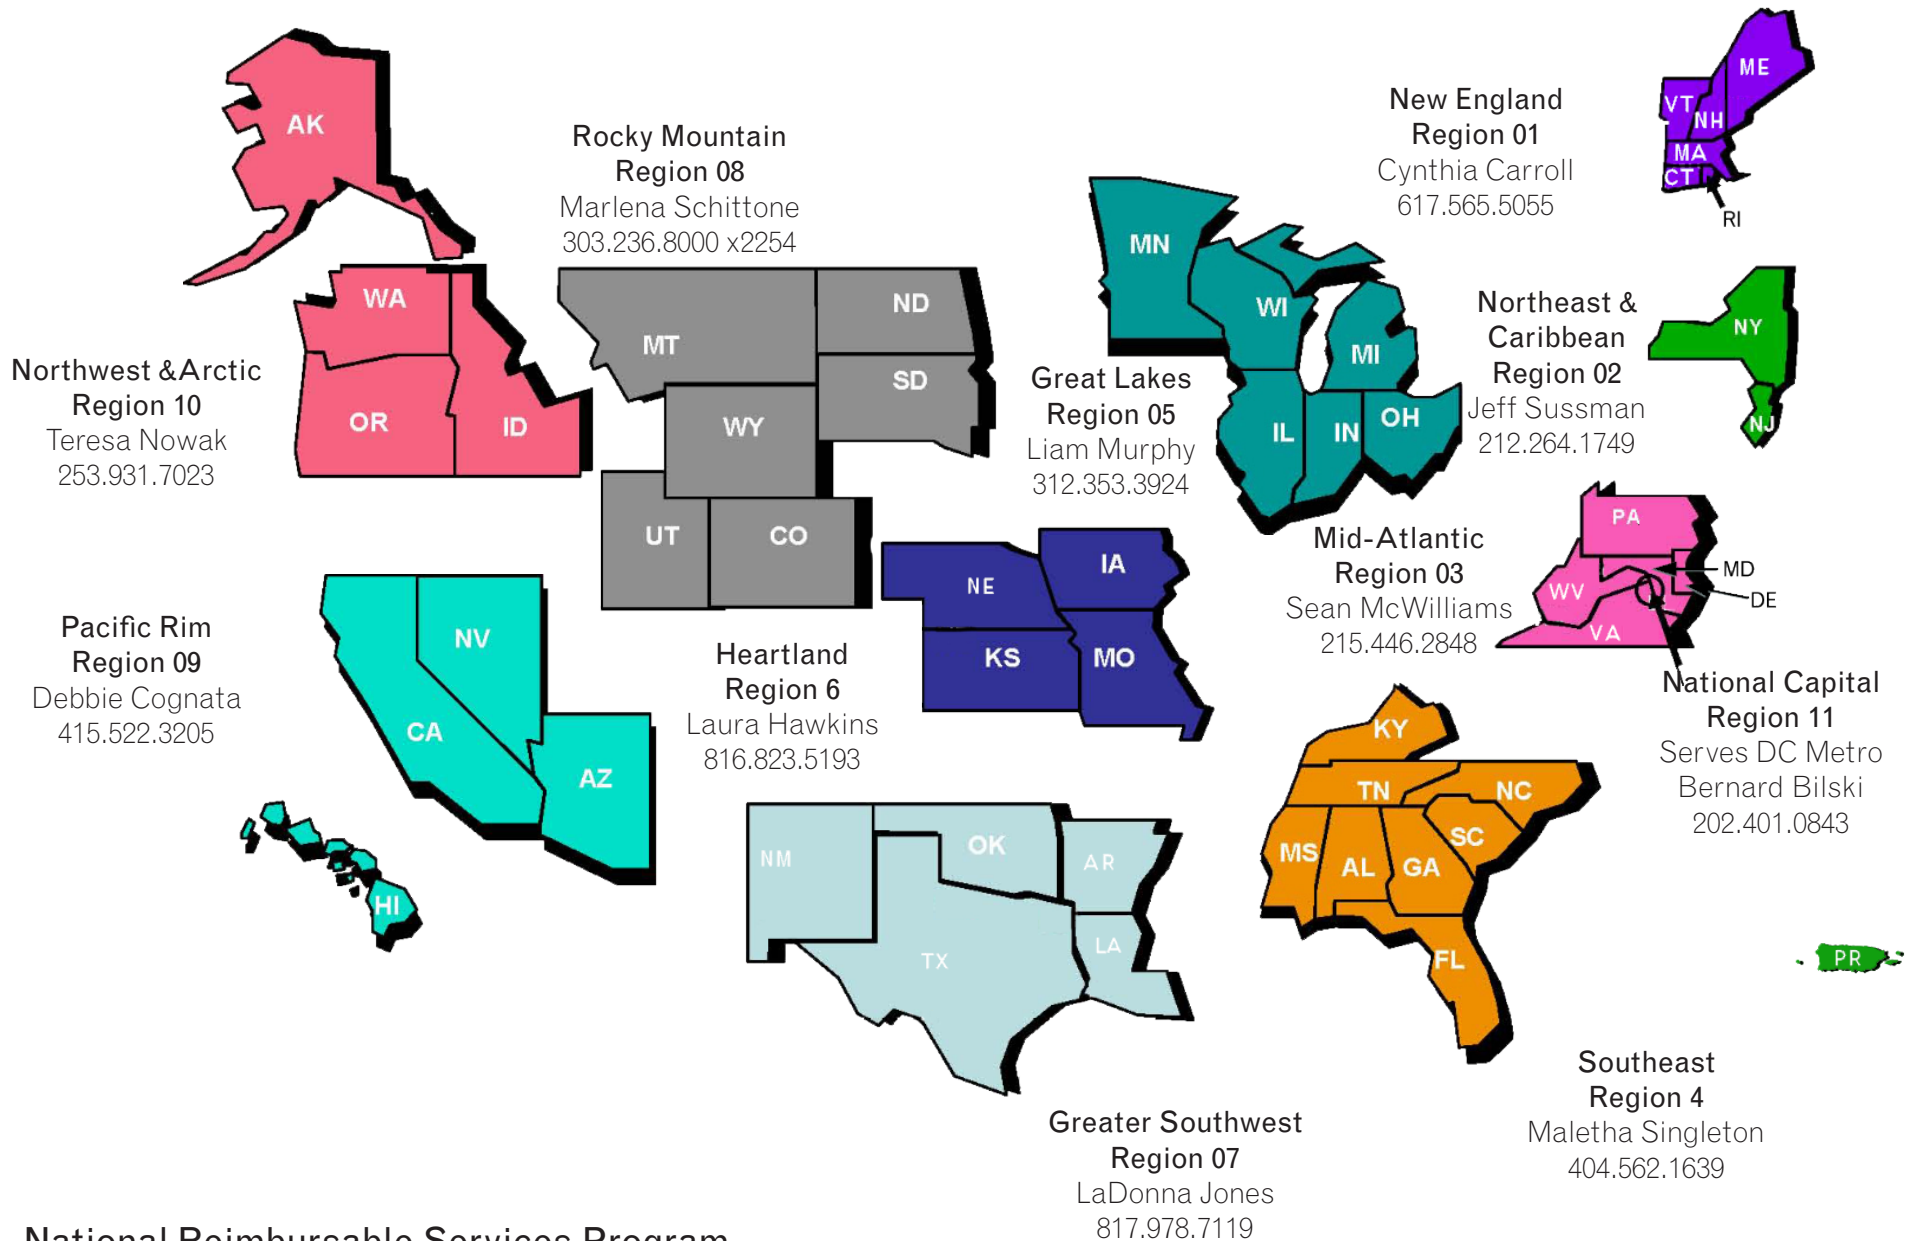 AK
WA
OR
ID
Northwest &Arctic
Region 10
Teresa Nowak
253.931.7023
Rocky Mountain
Region 08
Marlena Schittone
303.236.8000 x2254
MT
ND
SD
WY
UT
CO
New England
Region 01
Cynthia Carroll
617.565.5055
ME
VT
NH
MA
CT
RI
MN
WI
MI
IL
IN
OH
Great Lakes
Region 05
Liam Murphy
312.353.3924
Northeast &
Caribbean
Region 02
Jeff Sussman
212.264.1749
NY
NJ
Mid-Atlantic
Region 03
Sean McWilliams
215.446.2848
PA
MD
WV
DE
VA
National Capital
Region 11
Serves DC Metro
Bernard Bilski
202.401.0843
Pacific Rim
Region 09
Debbie Cognata
415.522.3205
NV
CA
AZ
HI
Heartland
Region 6
Laura Hawkins
816.823.5193
NE
IA
KS
MO
NM
OK
AR
TX
LA
Greater Southwest
Region 07
LaDonna Jones
817.978.7119
KY
TN
NC
SC
MS
AL
GA
FL
PR
Southeast
Region 4
Maletha Singleton
404.562.1639
National Reimbursable Services Program